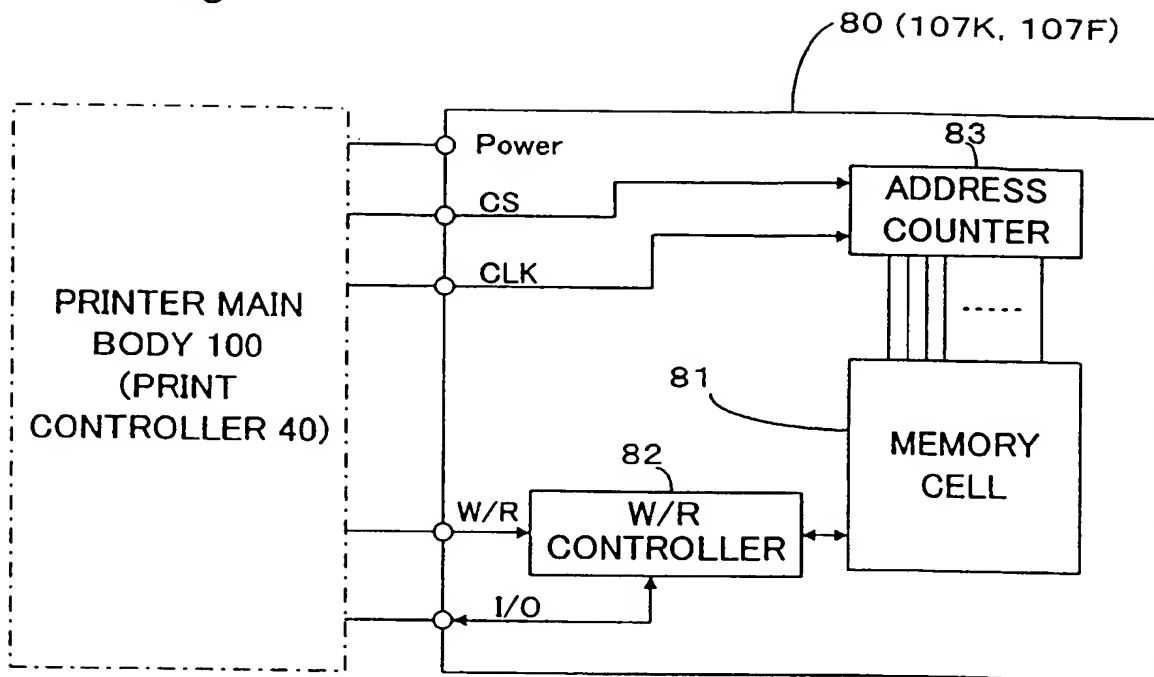 80 (107K, 107F)
Power
CS
CLK
83
ADDRESS
COUNTER
PRINTER MAIN
BODY 100
(PRINT
CONTROLLER 40)
81
MEMORY
CELL
82
W/R
W/R
CONTROLLER
I/O